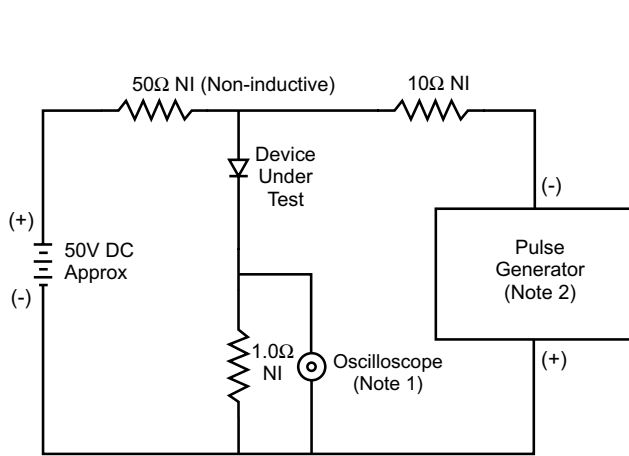 50Ω NI (Non-inductive)
10Ω NI
Device
Under
Test
(-)
(+)
50V DC
Approx
(-)
Pulse
Generator
(Note 2)
1.0Ω
NI
Oscilloscope
(Note 1)
(+)